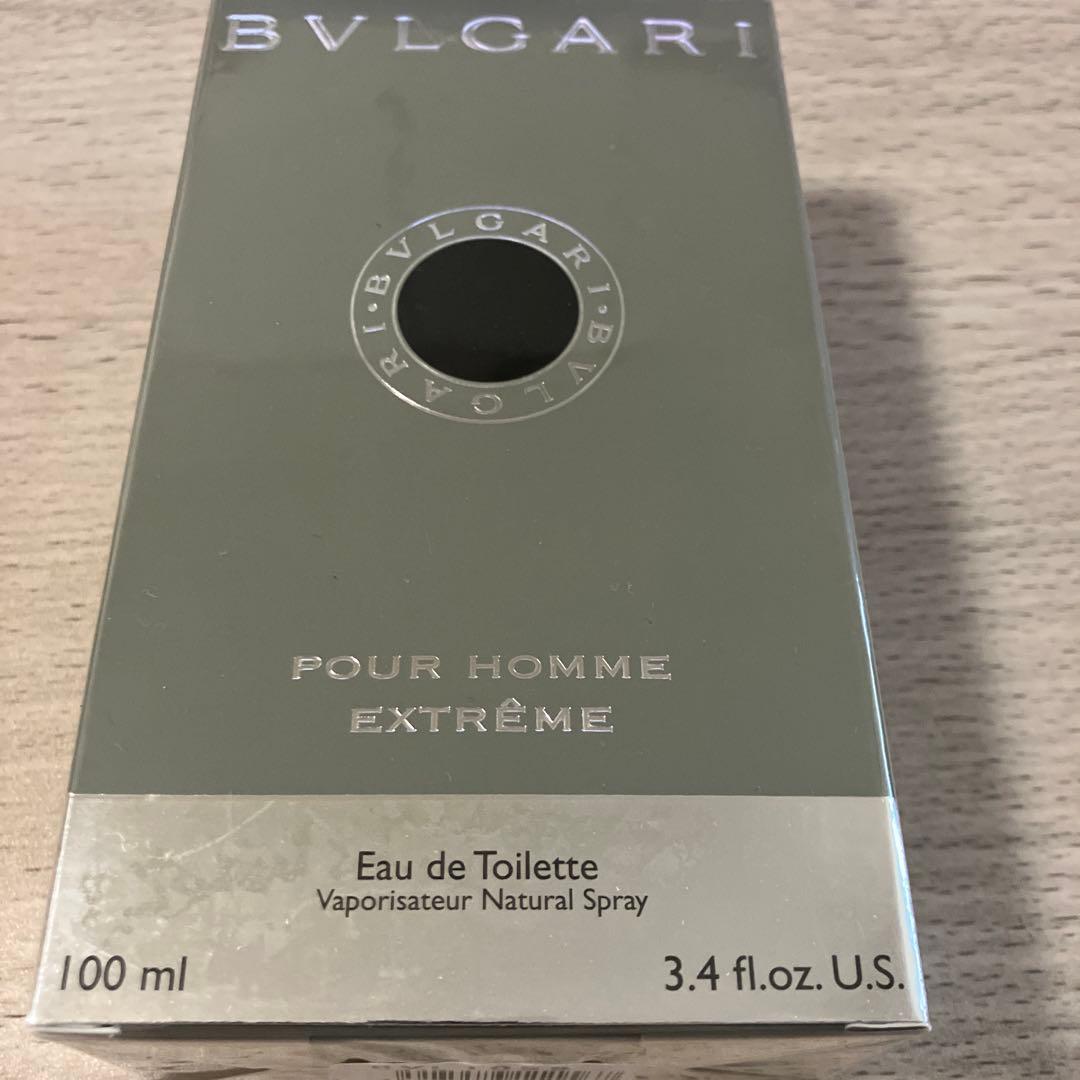 BVLGARI
BVLGARI · BVLGARI ·
POUR HOMME
EXTRÊME
Eau de Toilette
Vaporisateur Natural Spray
100 ml
3.4 fl.oz. U.S.